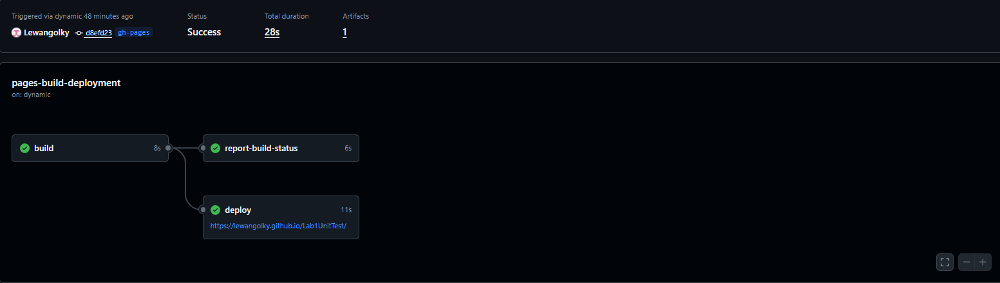 Triggered via dynamic 48 minutes ago
Lewangolky d8efd23 gh-pages
Status
Success
Total duration
28s
Artifacts
1
pages-build-deployment
on: dynamic
build 8s
report-build-status 6s
deploy 11s
https://lewangolky.github.io/Lab1UnitTest/